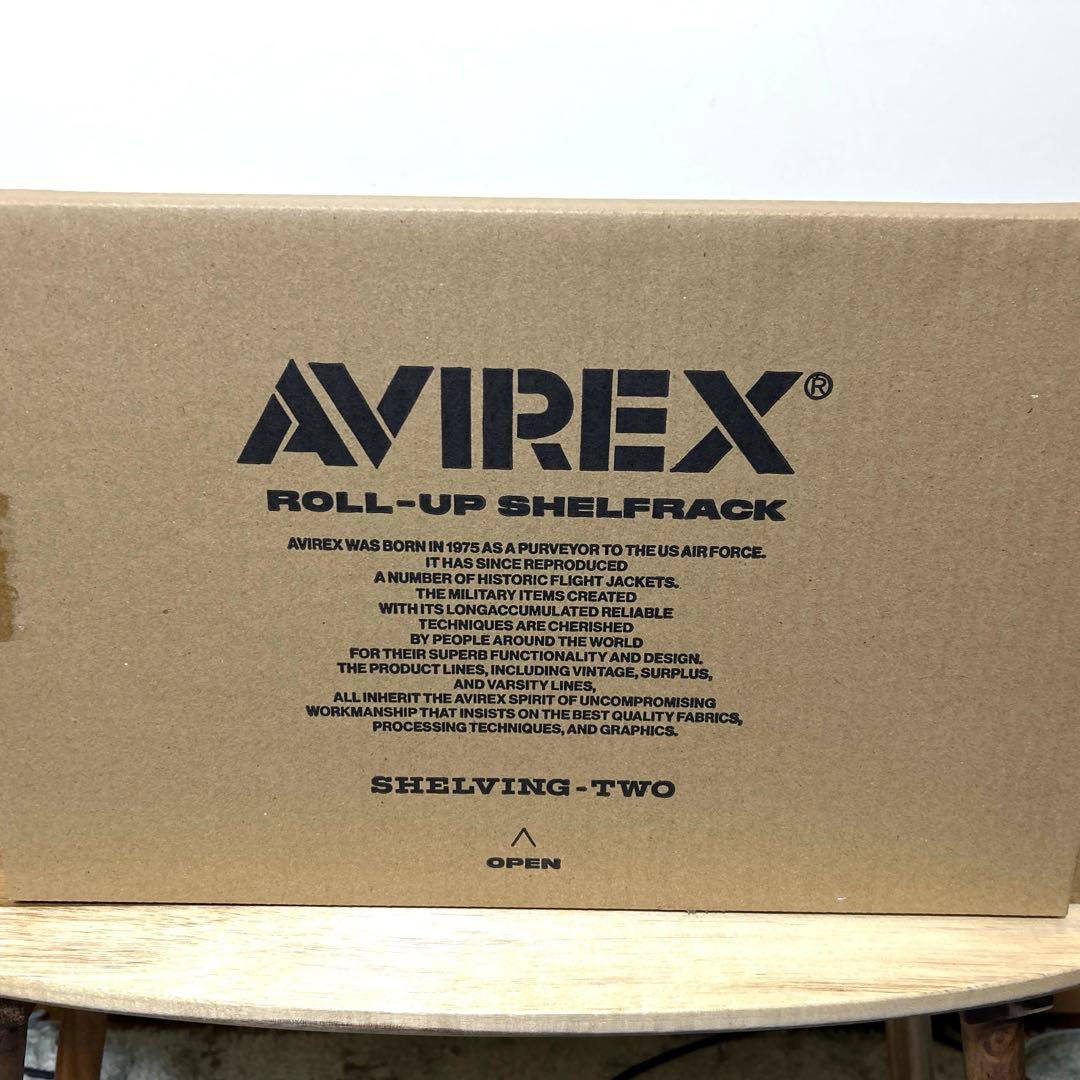 AVIREX®
ROLL-UP SHELFRACK
AVIREX WAS BORN IN 1975 AS A PURVEYOR TO THE US AIR FORCE.
IT HAS SINCE REPRODUCED
A NUMBER OF HISTORIC FLIGHT JACKETS.
THE MILITARY ITEMS CREATED
WITH ITS LONGACCUMULATED RELIABLE
TECHNIQUES ARE CHERISHED
BY PEOPLE AROUND THE WORLD
FOR THEIR SUPERB FUNCTIONALITY AND DESIGN.
THE PRODUCT LINES, INCLUDING VINTAGE, SURPLUS,
AND VARSITY LINES,
ALL INHERIT THE AVIREX SPIRIT OF UNCOMPROMISING
WORKMANSHIP THAT INSISTS ON THE BEST QUALITY FABRICS,
PROCESSING TECHNIQUES, AND GRAPHICS.
SHELVING-TWO
OPEN